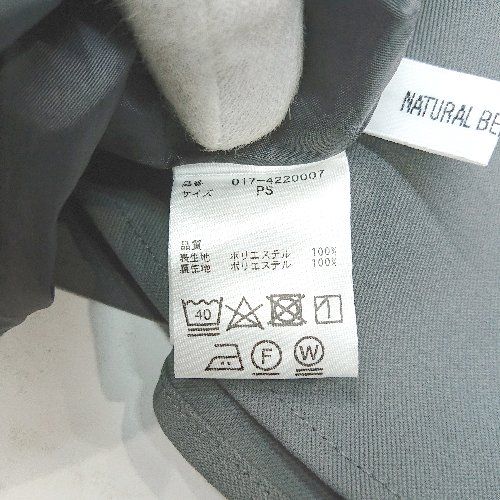 NATURAL BE
品番 017-4220007
サイズ PS
品質
表生地 ポリエステル 100%
裏生地 ポリエステル 100%
40
F W